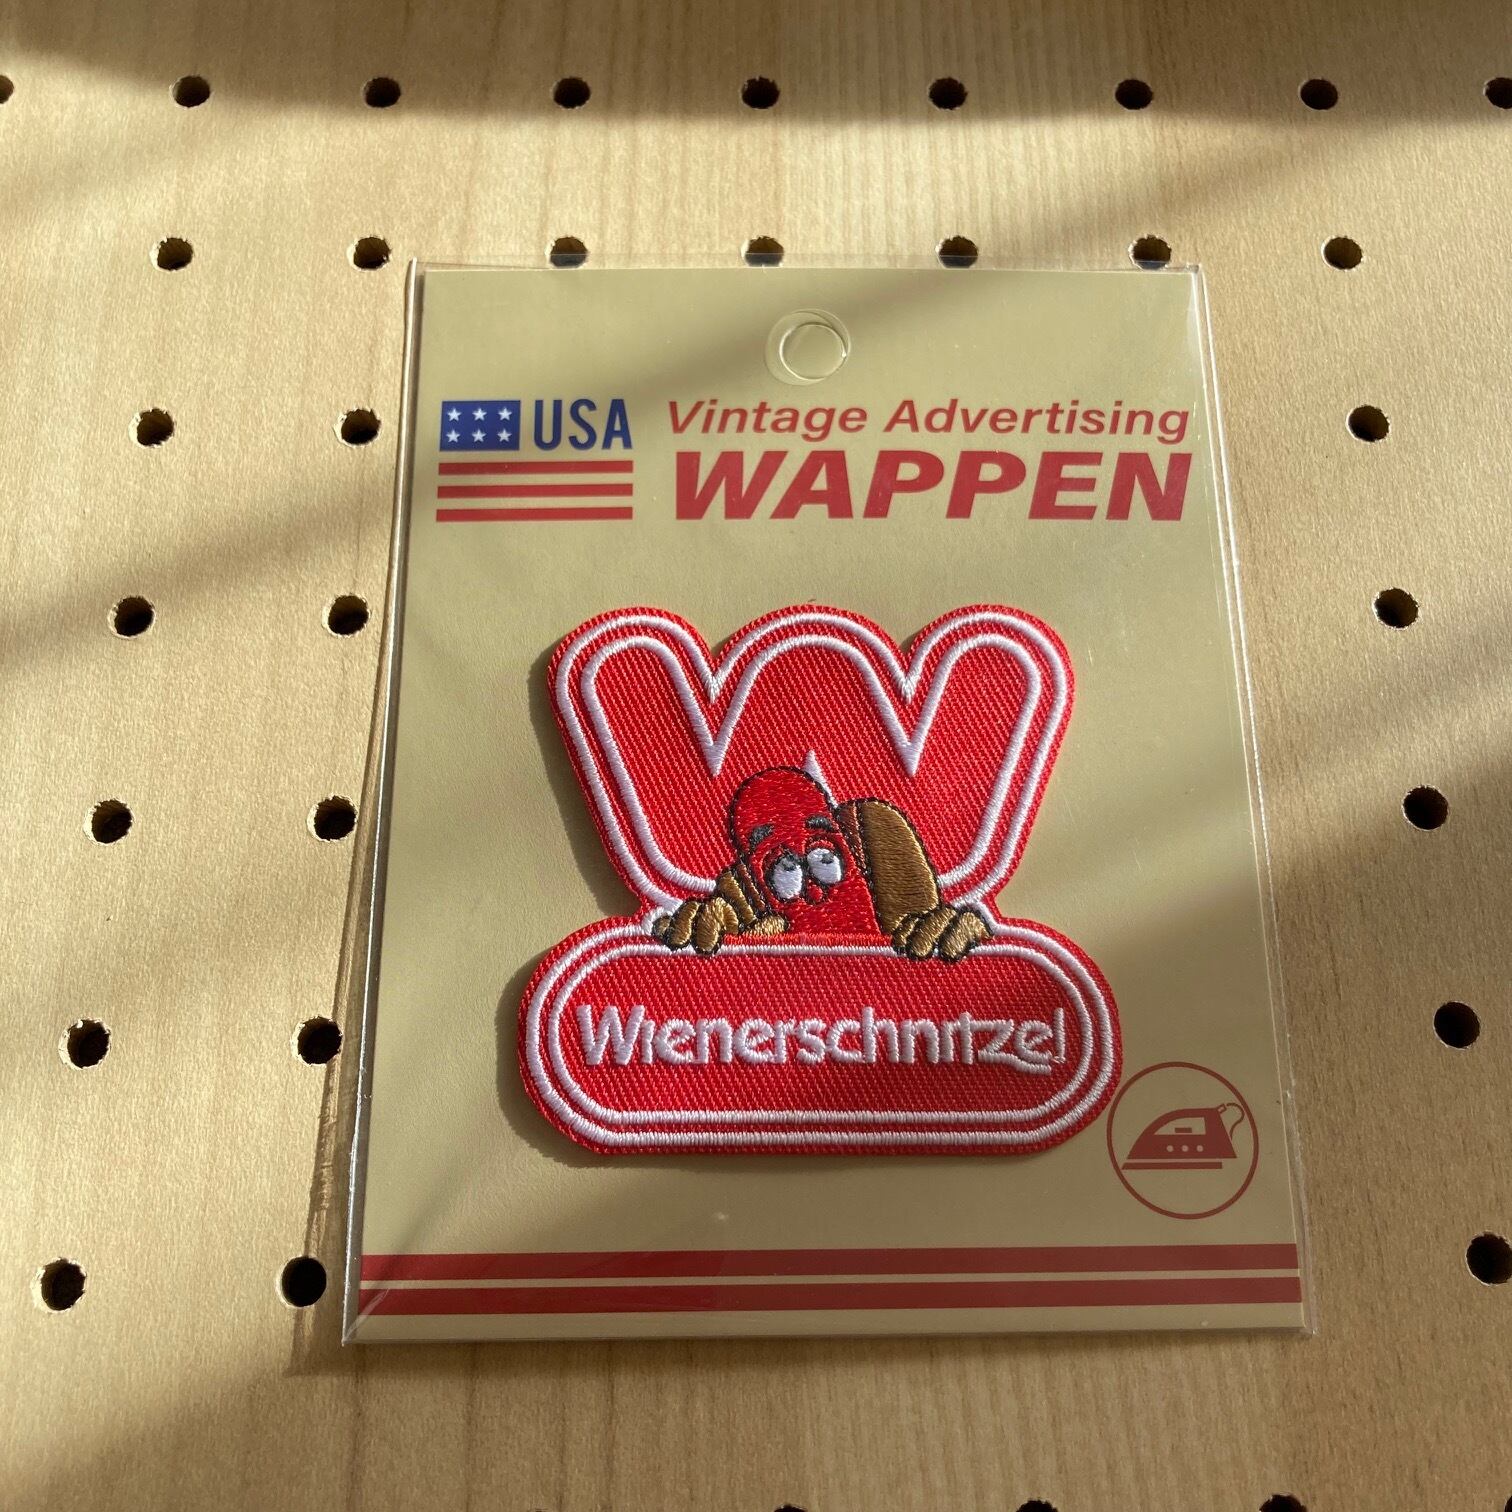 USA
Vintage Advertising
WAPPEN
W
Wienerschnitzel